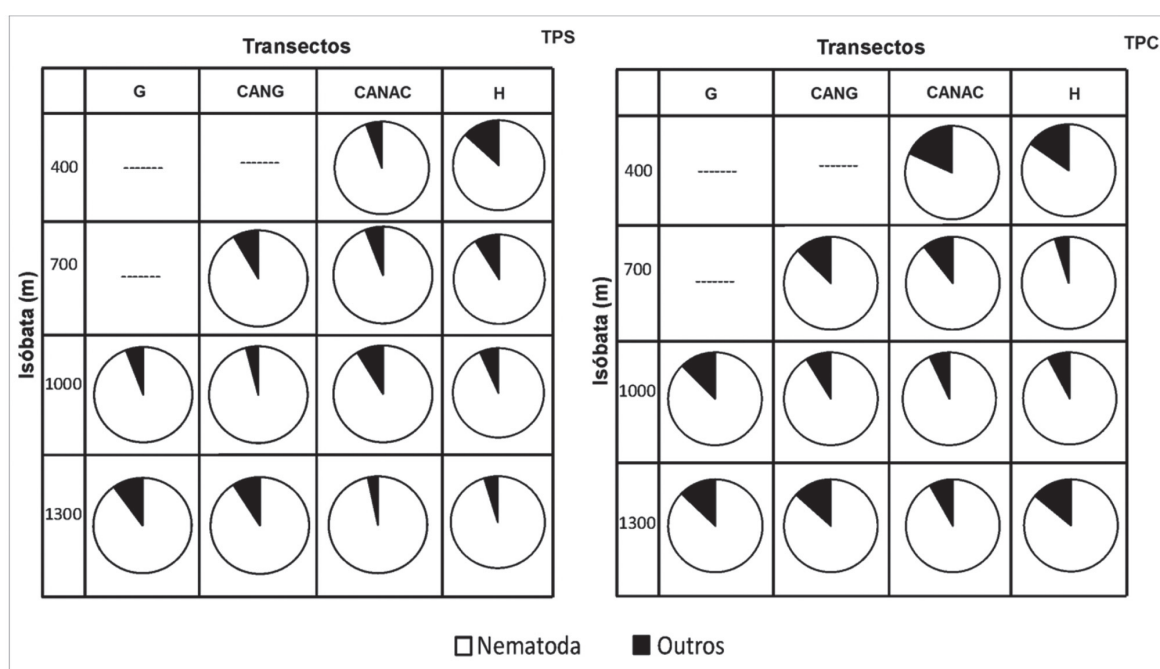 Transectos TPS
G CANG CANAC H
400 ------- -------
700 -------
1000
1300
Isóbata (m)
Transectos TPC
G CANG CANAC H
400 ------- -------
700 -------
1000
1300
Isóbata (m)
Nematoda Outros